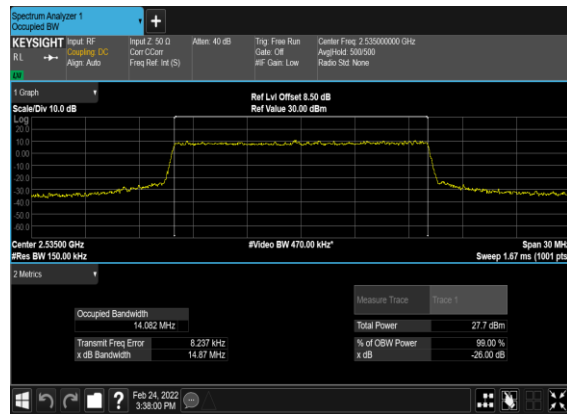 Spectrum Analyzer 1
Occupied BW
KEYSIGHT Input: RF Input Z: 50 Ω Atten: 40 dB Trig: Free Run Center Freq: 2.535000000 GHz
RL Coupling: DC Corr CCorr Gate: Off Avg|Hold: 500/500
Align: Auto Freq Ref: Int (S) #IF Gain: Low Radio Std: None
1 Graph
Ref Lvl Offset 8.50 dB
Scale/Div 10.0 dB Ref Value 30.00 dBm
Log
20.0
10.0
0.00
-10.0
-20.0
-30.0
-40.0
-50.0
-60.0
Center 2.53500 GHz #Video BW 470.00 kHz* Span 30 MHz
#Res BW 150.00 kHz Sweep 1.67 ms (1001 pts
2 Metrics
Measure Trace Trace 1
Occupied Bandwidth
14.082 MHz Total Power 27.7 dBm
Transmit Freq Error 8.237 kHz % of OBW Power 99.00 %
x dB Bandwidth 14.87 MHz x dB -26.00 dB
Feb 24, 2022
3:38:00 PM